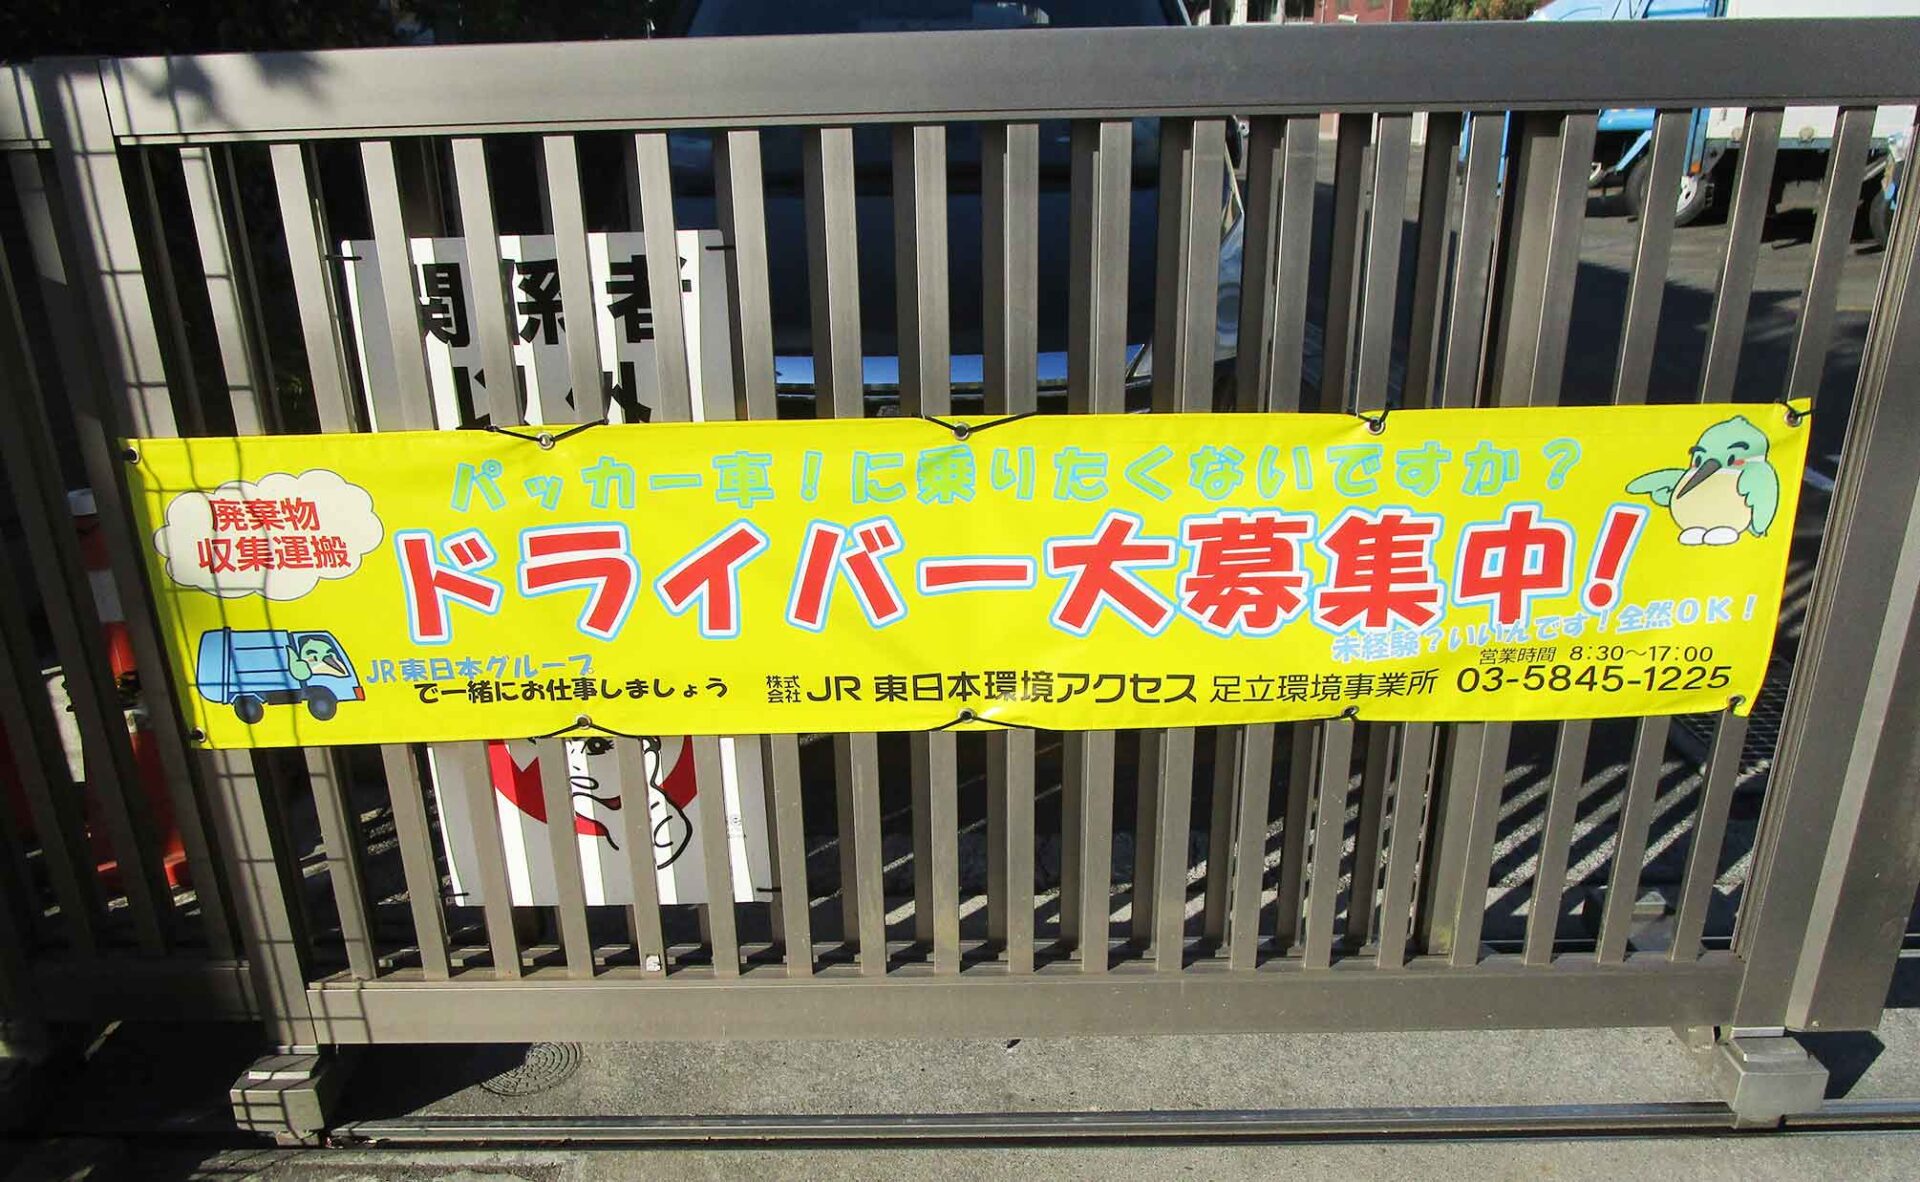 関係者
以外
パッカー車！に乗りたくないですか？
廃棄物
収集運搬
ドライバー大募集中！
未経験？いいんです！全然OK！
JR東日本グループ
で一緒にお仕事しましょう
営業時間 8:30～17:00
株式会社 JR 東日本環境アクセス 足立環境事業所 03-5845-1225